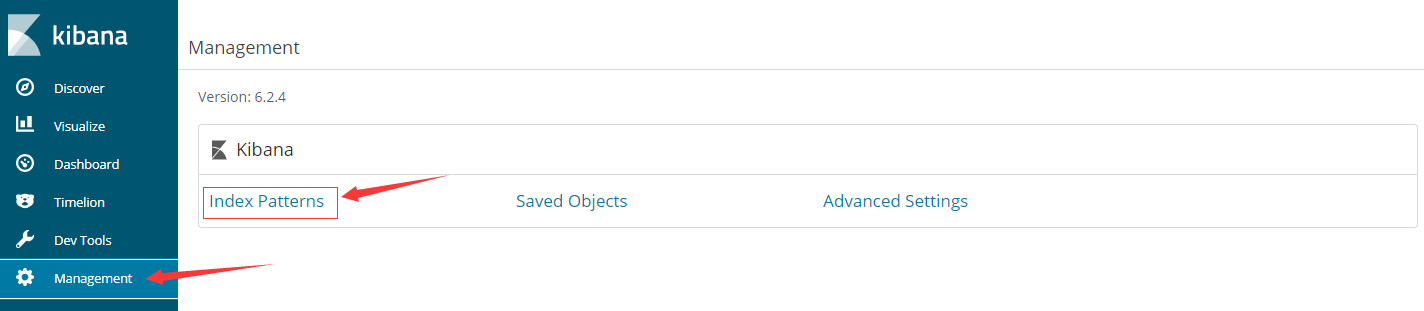 kibana
Discover
Visualize
Dashboard
Timelion
Dev Tools
Management
Management
Version: 6.2.4
Kibana
Index Patterns Saved Objects Advanced Settings